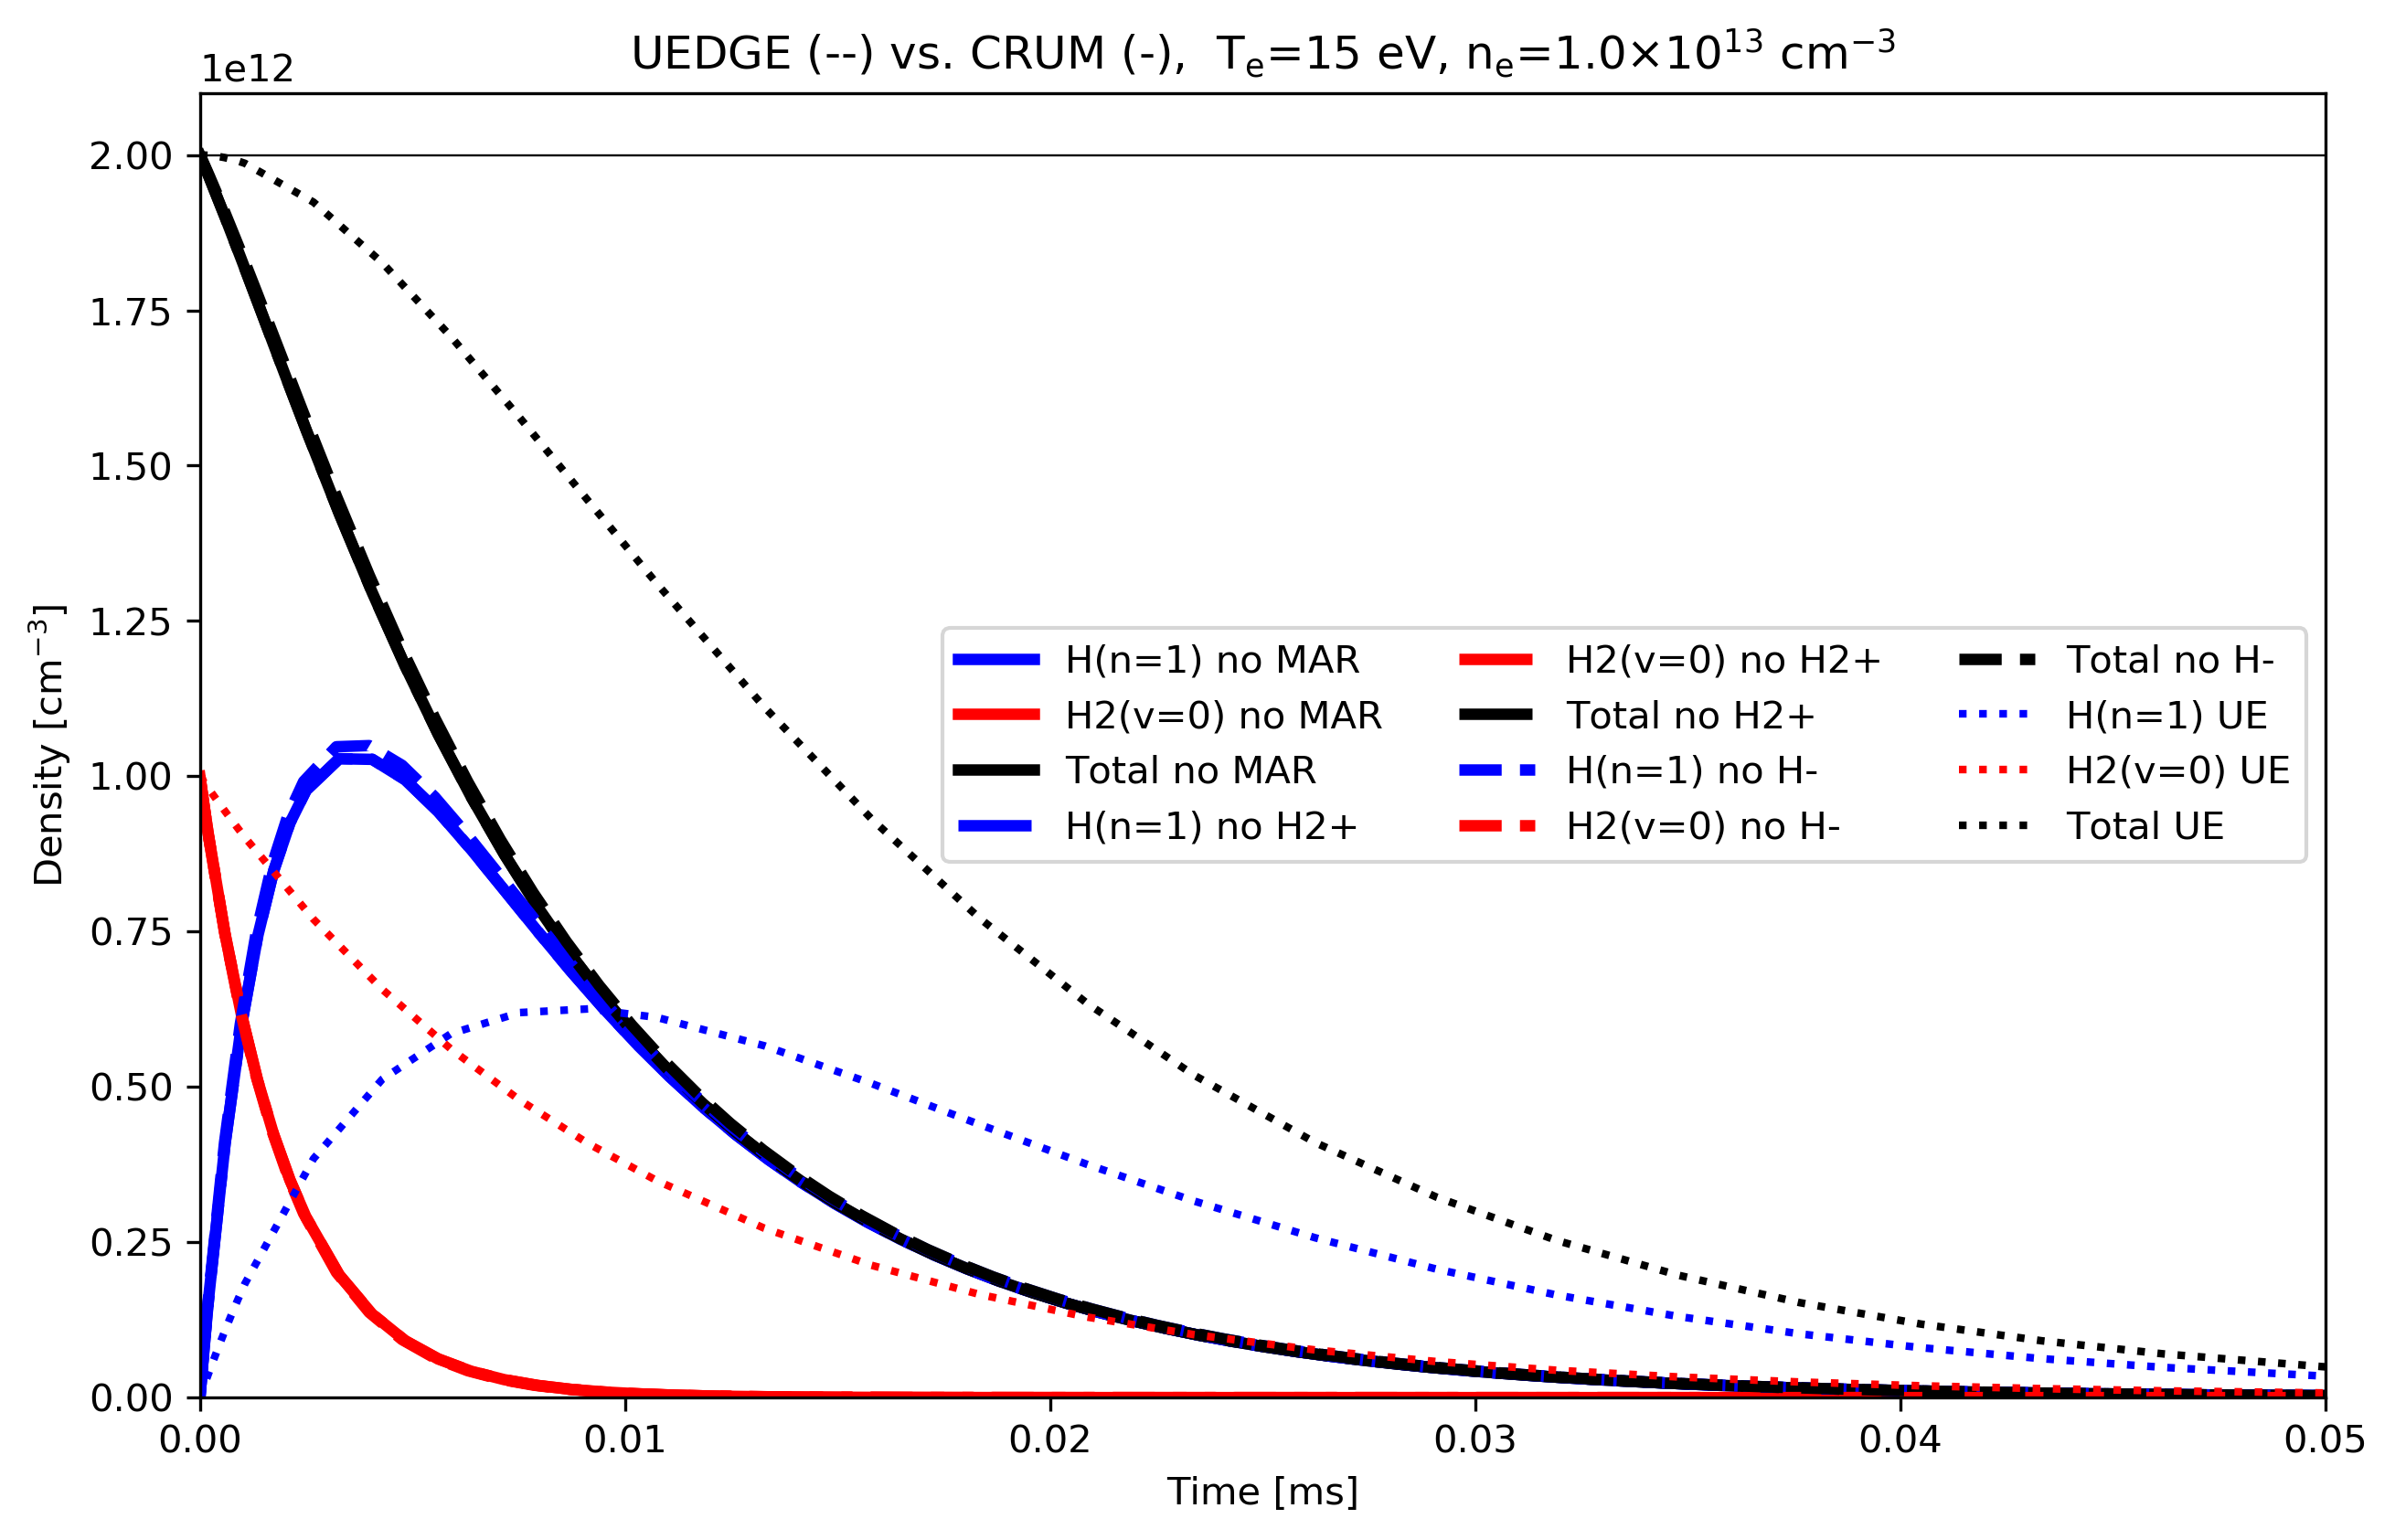 UEDGE (--) vs. CRUM (-), Tₑ=15 eV, nₑ=1.0×10¹³ cm⁻³
1e12
2.00
1.75
1.50
1.25
1.00
0.75
0.50
0.25
0.00
Density [cm⁻³]
H(n=1) no MAR
H2(v=0) no MAR
Total no MAR
H(n=1) no H2+
H2(v=0) no H2+
Total no H2+
H(n=1) no H-
H2(v=0) no H-
Total no H-
H(n=1) UE
H2(v=0) UE
Total UE
0.00 0.01 0.02 0.03 0.04 0.05
Time [ms]